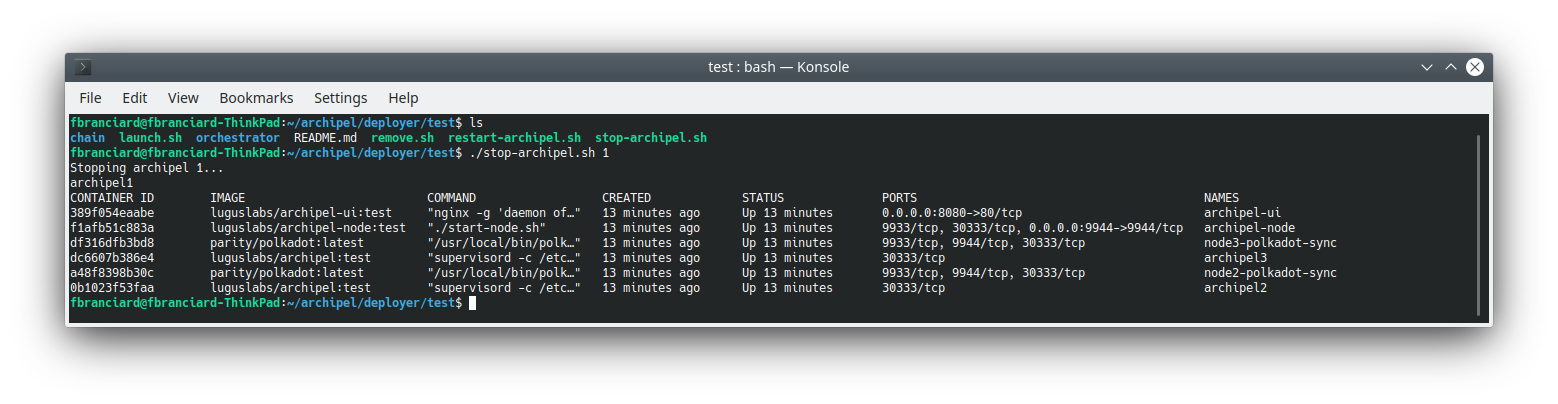 test : bash — Konsole
File Edit View Bookmarks Settings Help
fbranciard@fbranciard-ThinkPad:~/archipel/deployer/test$ ls
chain  launch.sh  orchestrator  README.md  remove.sh  restart-archipel.sh  stop-archipel.sh
fbranciard@fbranciard-ThinkPad:~/archipel/deployer/test$ ./stop-archipel.sh 1
Stopping archipel 1...
archipel1
CONTAINER ID        IMAGE                          COMMAND                  CREATED             STATUS              PORTS                                         NAMES
389f054eaabe        luguslabs/archipel-ui:test     "nginx -g 'daemon of…"   13 minutes ago      Up 13 minutes       0.0.0.0:8080->80/tcp                          archipel-ui
f1afb51c883a        luguslabs/archipel-node:test   "./start-node.sh"        13 minutes ago      Up 13 minutes       9933/tcp, 30333/tcp, 0.0.0.0:9944->9944/tcp   archipel-node
df316dfb3bd8        parity/polkadot:latest         "/usr/local/bin/polk…"   13 minutes ago      Up 13 minutes       9933/tcp, 9944/tcp, 30333/tcp                 node3-polkadot-sync
dc6607b386e4        luguslabs/archipel:test        "supervisord -c /etc…"   13 minutes ago      Up 13 minutes       30333/tcp                                     archipel3
a48f8398b30c        parity/polkadot:latest         "/usr/local/bin/polk…"   13 minutes ago      Up 13 minutes       9933/tcp, 9944/tcp, 30333/tcp                 node2-polkadot-sync
0b1023f53faa        luguslabs/archipel:test        "supervisord -c /etc…"   13 minutes ago      Up 13 minutes       30333/tcp                                     archipel2
fbranciard@fbranciard-ThinkPad:~/archipel/deployer/test$